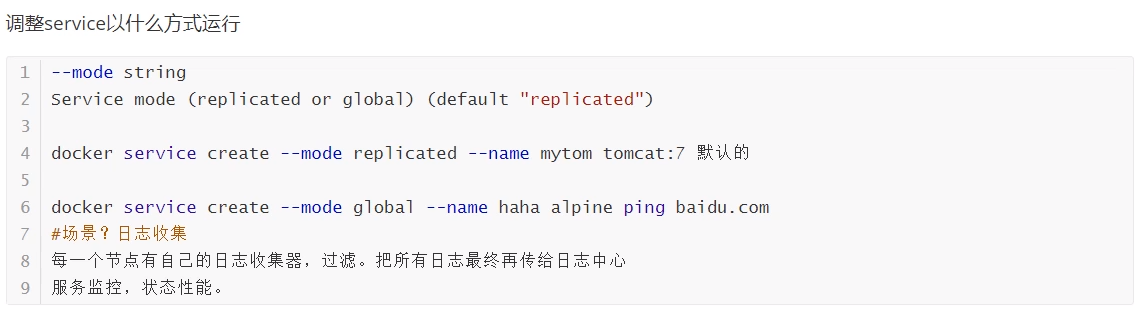 调整service以什么方式运行
1 --mode string
2 Service mode (replicated or global) (default "replicated")
3
4 docker service create --mode replicated --name mytom tomcat:7 默认的
5
6 docker service create --mode global --name haha alpine ping baidu.com
7 #场景？日志收集
8 每一个节点有自己的日志收集器，过滤。把所有日志最终再传给日志中心
9 服务监控，状态性能。